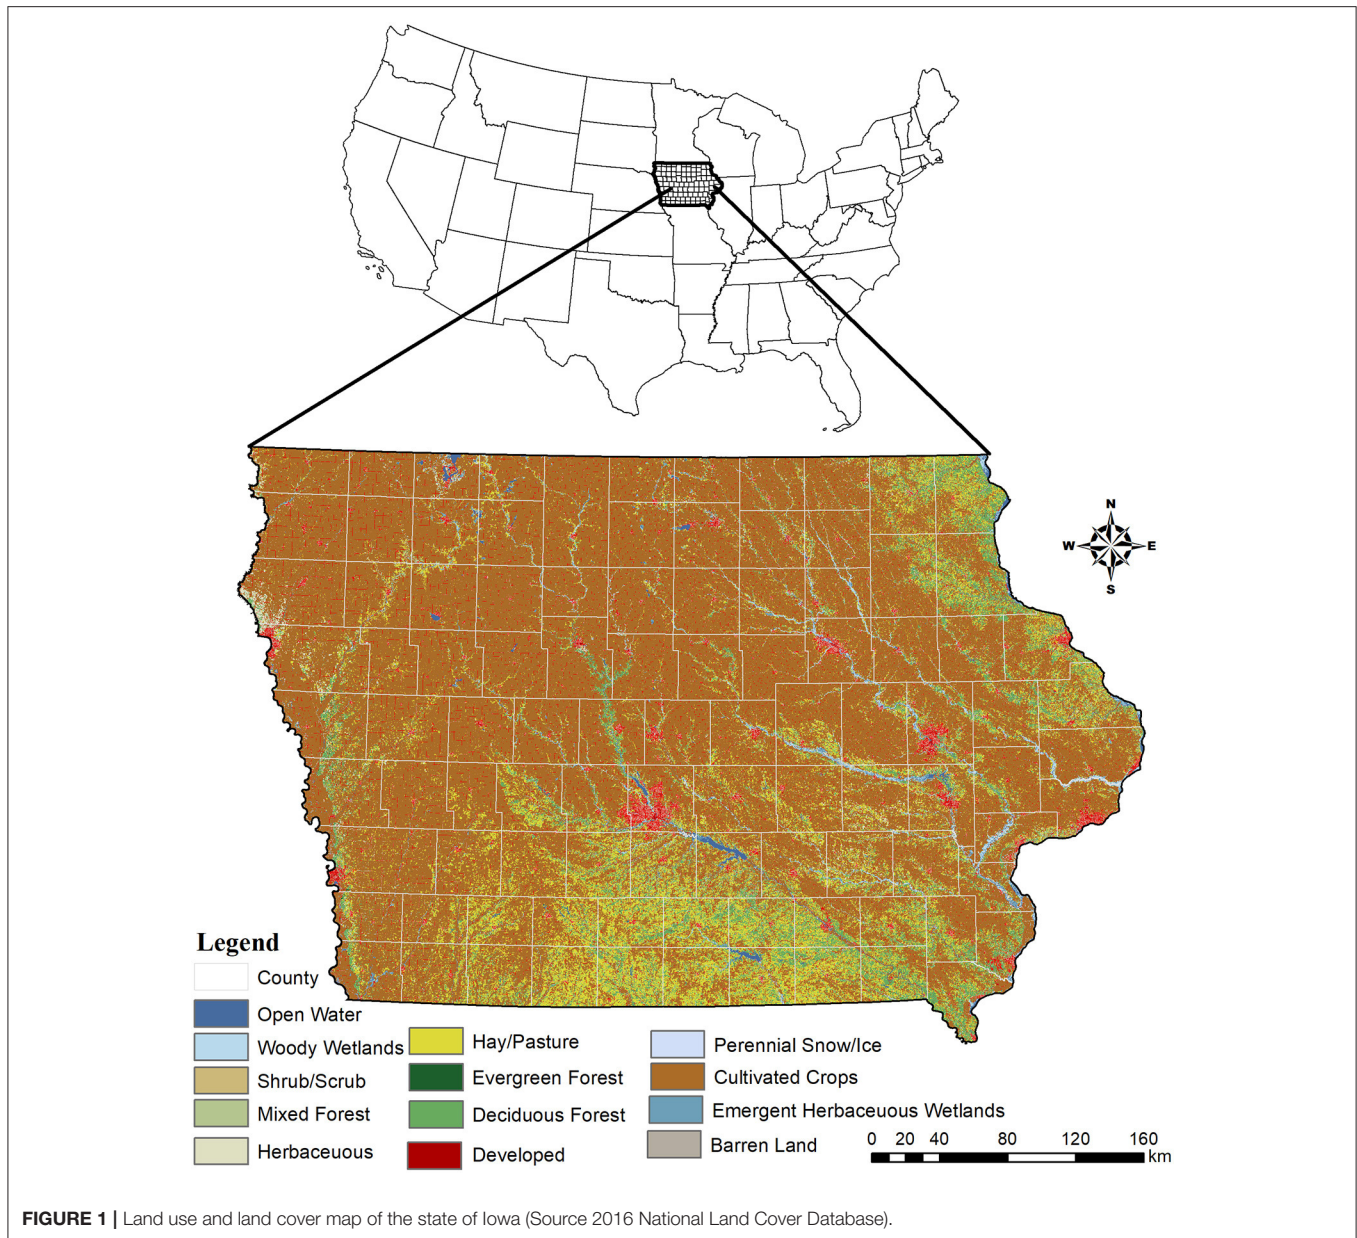 N
W E
S
Legend
County
Open Water
Woody Wetlands
Shrub/Scrub
Mixed Forest
Herbaceuous
Hay/Pasture
Evergreen Forest
Deciduous Forest
Developed
Perennial Snow/Ice
Cultivated Crops
Emergent Herbaceuous Wetlands
Barren Land
0 20 40 80 120 160
km
FIGURE 1 | Land use and land cover map of the state of Iowa (Source 2016 National Land Cover Database).